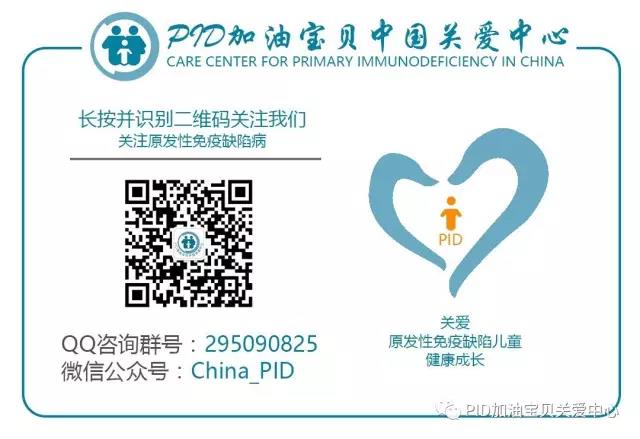 PID加油宝贝中国关爱中心
CARE CENTER FOR PRIMARY IMMUNODEFICIENCY IN CHINA
长按并识别二维码关注我们
关注原发性免疫缺陷病
QQ咨询群号：295090825
微信公众号：China_PID
PID
关爱
原发性免疫缺陷儿童
健康成长
PID加油宝贝关爱中心